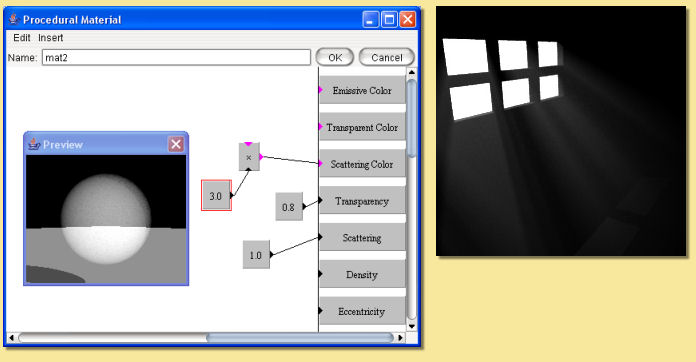 Procedural Material
Edit Insert
Name: mat2 OK Cancel
Emissive Color
Preview
Transparent Color
×
Scattering Color
3.0
0.8
Transparency
1.0
Scattering
Density
Eccentricity